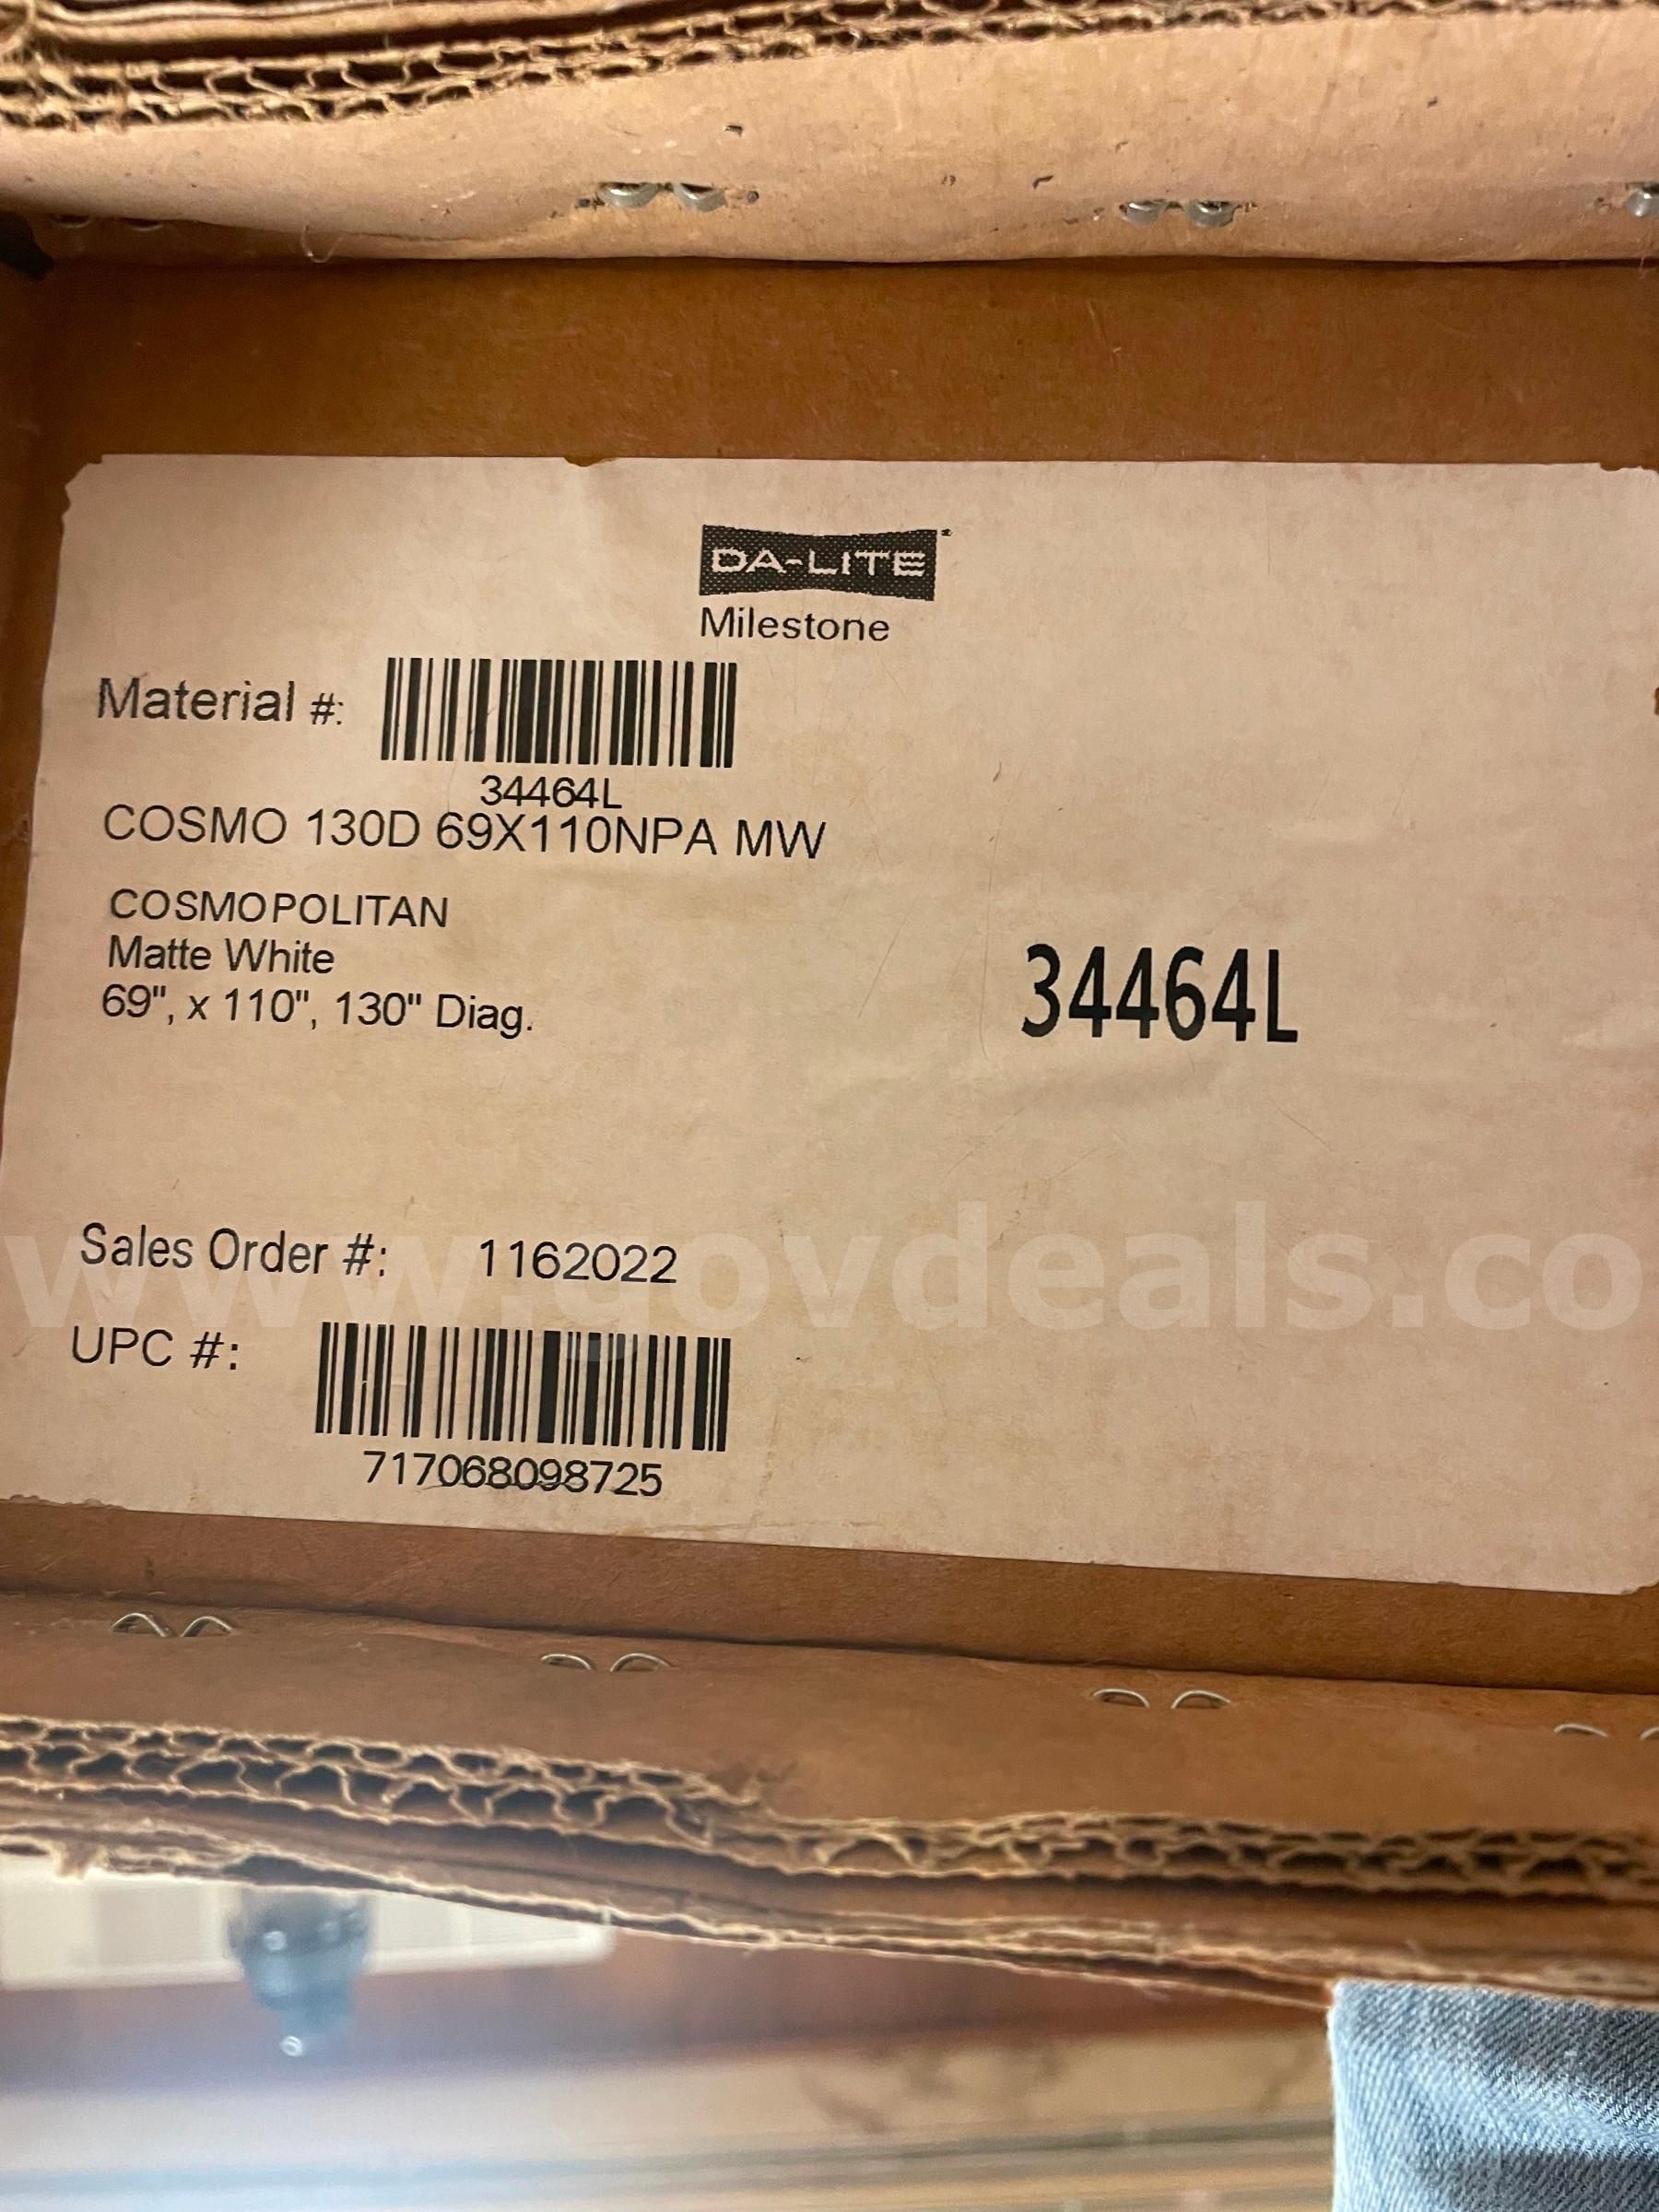 DA-LITE
Milestone
Material #:
34464L
COSMO 130D 69X110NPA MW
COSMOPOLITAN
Matte White
69", x 110", 130" Diag.
34464L
Sales Order #: 1162022
www.govdeals.co
UPC #:
717068098725